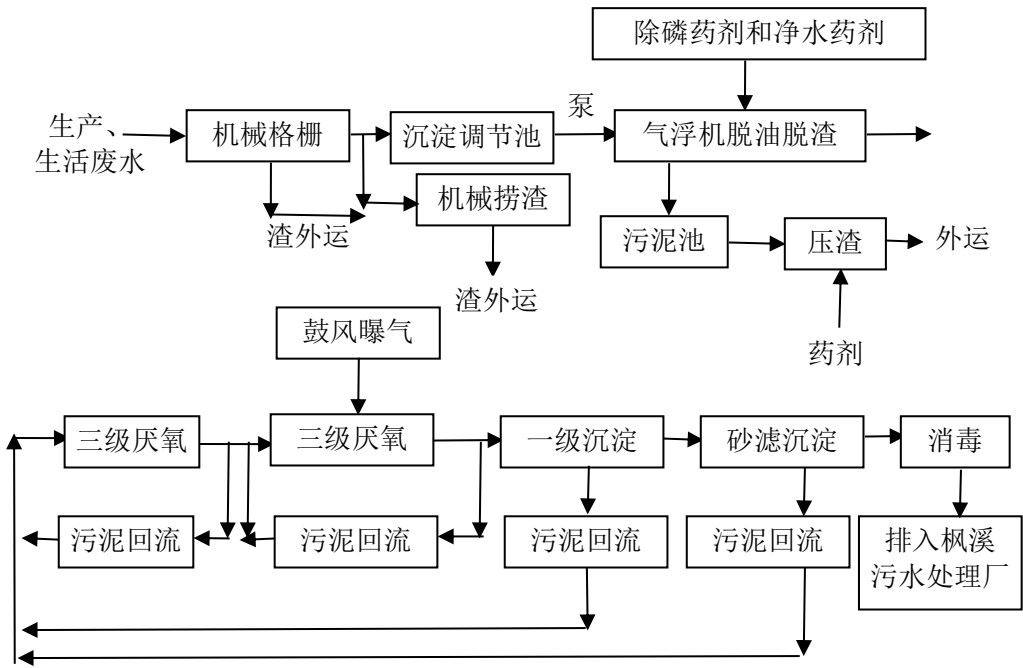 除磷药剂和净水药剂
生产、
生活废水
机械格栅
沉淀调节池
泵
气浮机脱油脱渣
机械捞渣
渣外运
污泥池
压渣
外运
渣外运
药剂
鼓风曝气
三级厌氧
三级厌氧
一级沉淀
砂滤沉淀
消毒
污泥回流
污泥回流
污泥回流
污泥回流
排入枫溪
污水处理厂